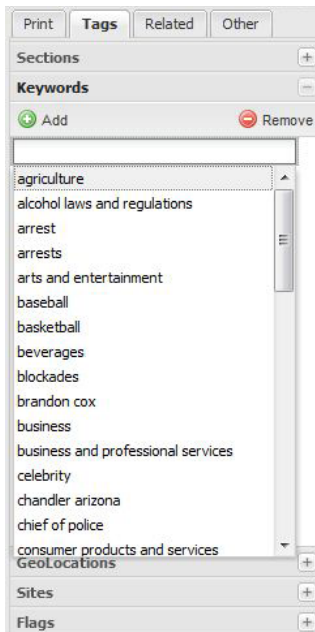 Print Tags Related Other
Sections
Keywords
Add Remove
agriculture
alcohol laws and regulations
arrest
arrests
arts and entertainment
baseball
basketball
beverages
blockades
brandon cox
business
business and professional services
celebrity
chandler arizona
chief of police
consumer products and services
GeoLocations
Sites
Flags